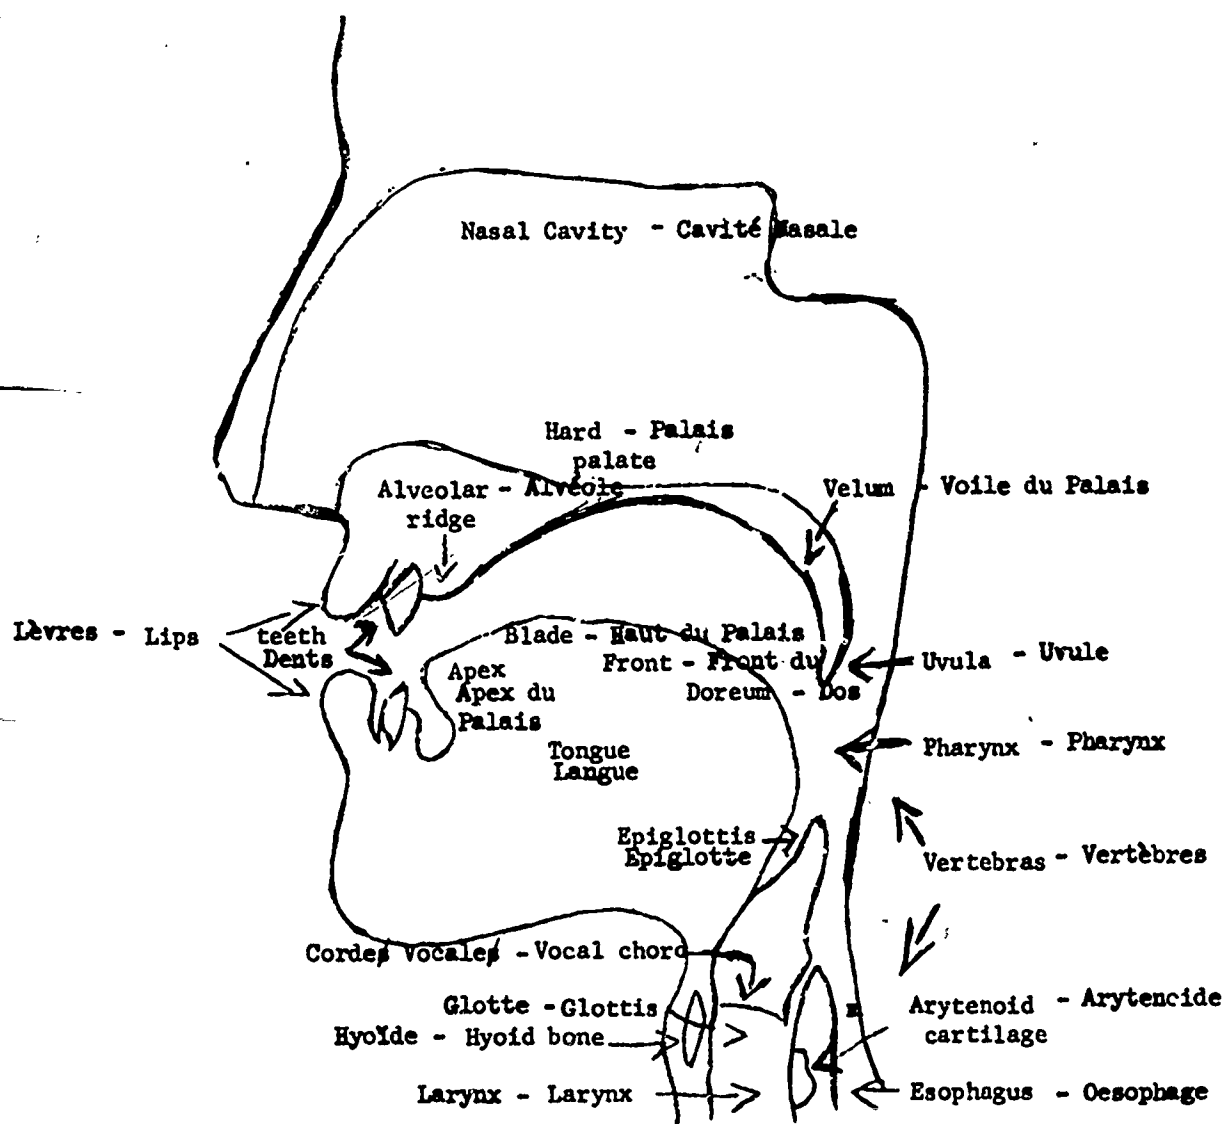 Nasal Cavity - Cavité Nasale
Hard - Palais
palate
Alveolar - Alvéole
ridge
Velum - Voile du Palais
Lèvres - Lips
teeth
Dents
Blade - Haut du Palais
Front - Front du
Doreum - Dos
Uvula - Uvule
Apex
Apex du
Palais
Tongue
Langue
Pharynx - Pharynx
Epiglottis
Epiglotte
Vertebras - Vertèbres
Cordes Vocales - Vocal chord
Glotte - Glottis
Hyoïde - Hyoid bone
Arytenoid - Arytencide
cartilage
Larynx - Larynx
Esophagus - Oesophage